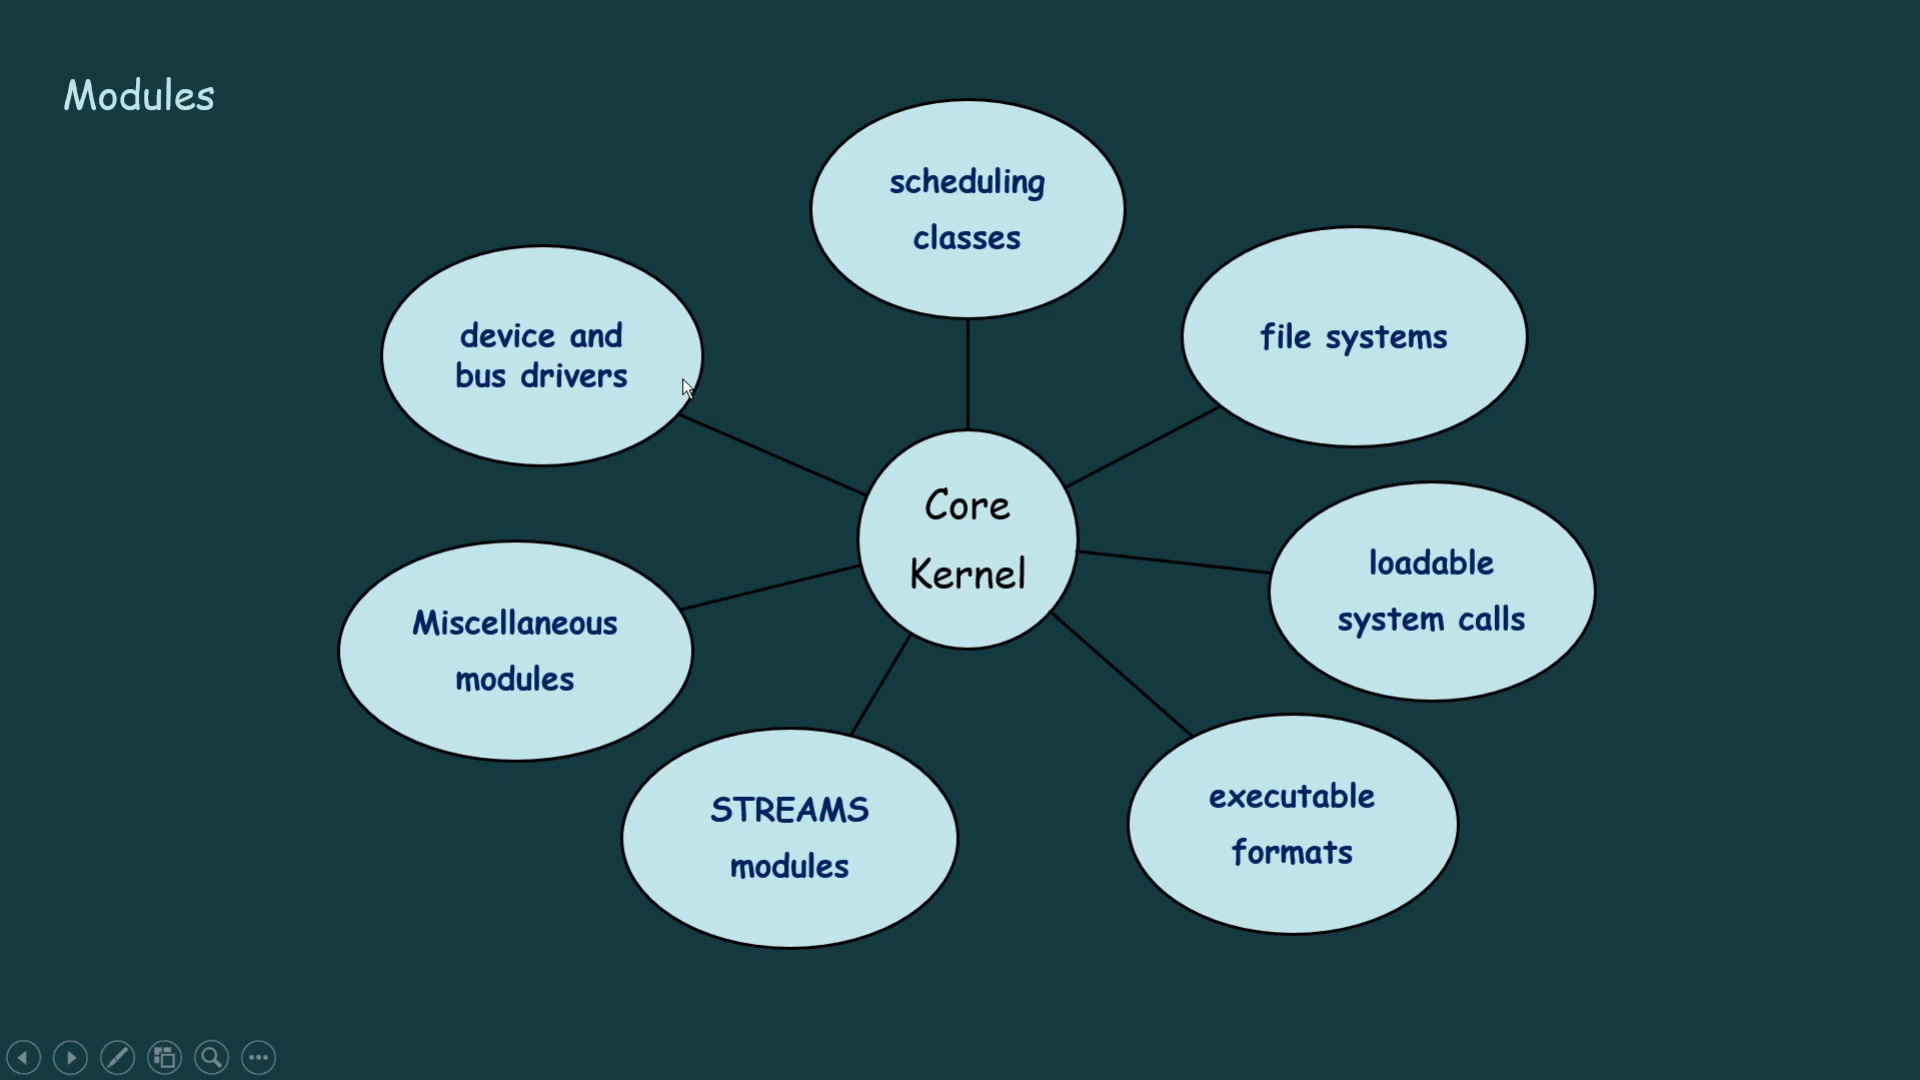 Modules
scheduling
classes
device and
bus drivers
file systems
Core
Kernel
loadable
system calls
Miscellaneous
modules
STREAMS
modules
executable
formats